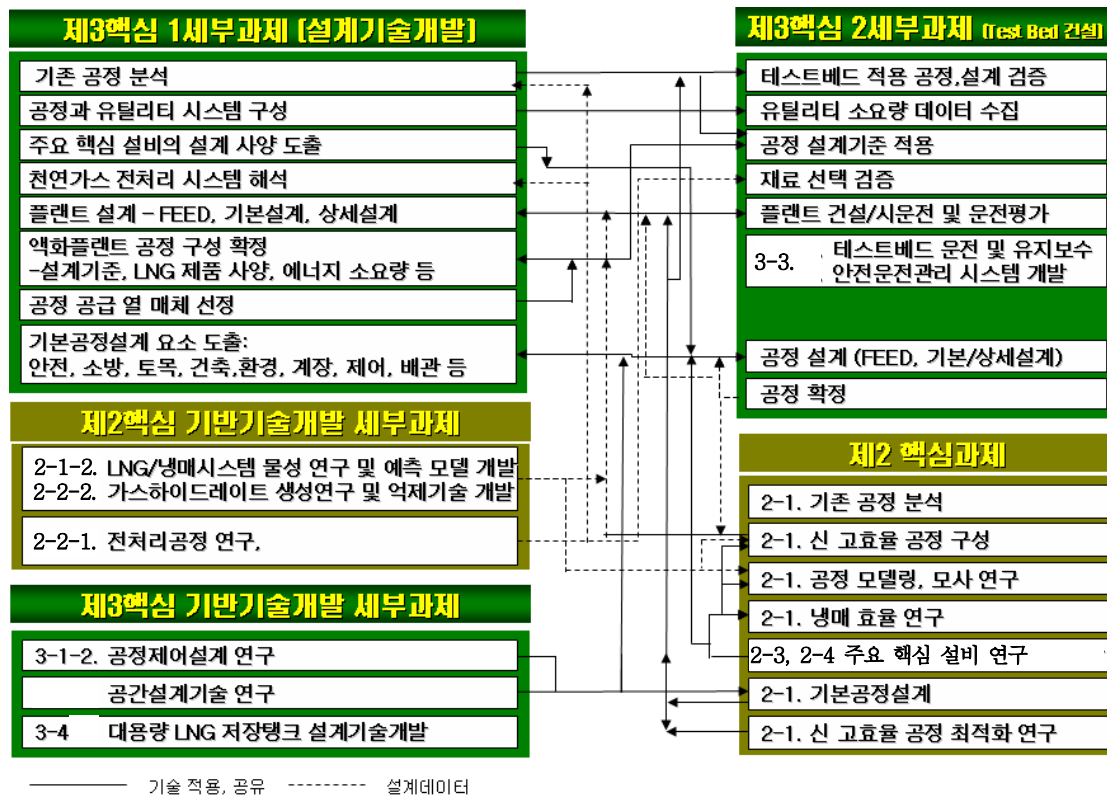 제3핵심 1세부과제 (설계기술개발)
기존 공정 분석
공정과 유틸리티 시스템 구성
주요 핵심 설비의 설계 사양 도출
천연가스 전처리 시스템 해석
플랜트 설계 – FEED, 기본설계, 상세설계
액화플랜트 공정 구성 확정
-설계기준, LNG 제품 사양, 에너지 소요량 등
공정 공급 열 매체 선정
기본공정설계 요소 도출:
안전, 소방, 토목, 건축,환경, 계장, 제어, 배관 등
제2핵심 기반기술개발 세부과제
2-1-2. LNG/냉매시스템 물성 연구 및 예측 모델 개발
2-2-2. 가스하이드레이트 생성연구 및 억제기술 개발
2-2-1. 전처리공정 연구,
제3핵심 기반기술개발 세부과제
3-1-2. 공정제어설계 연구
공간설계기술 연구
3-4 대용량 LNG 저장탱크 설계기술개발
기술 적용, 공유
설계데이터
제3핵심 2세부과제 (Test Bed 건설)
테스트베드 적용 공정,설계 검증
유틸리티 소요량 데이터 수집
공정 설계기준 적용
재료 선택 검증
플랜트 건설/시운전 및 운전평가
3-3. 테스트베드 운전 및 유지보수
안전운전관리 시스템 개발
공정 설계 (FEED, 기본/상세설계)
공정 확정
제2 핵심과제
2-1. 기존 공정 분석
2-1. 신 고효율 공정 구성
2-1. 공정 모델링, 모사 연구
2-1. 냉매 효율 연구
2-3, 2-4 주요 핵심 설비 연구
2-1. 기본공정설계
2-1. 신 고효율 공정 최적화 연구